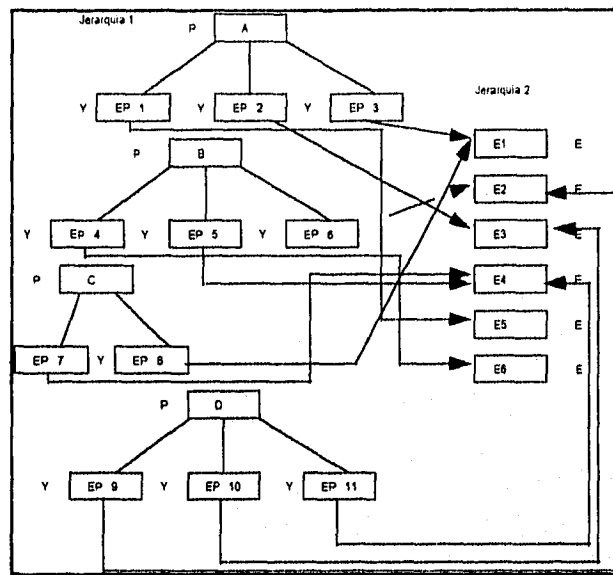 Jerarquia 1
P A
Y EP 1 Y EP 2 Y EP 3
Jerarquia 2
E1 E
P B
E2 E
Y EP 4 Y EP 5 Y EP 6
E3 E
P C
E4 E
E5 E
EP 7 Y EP 8
E6 E
P D
Y EP 9 Y EP 10 Y EP 11